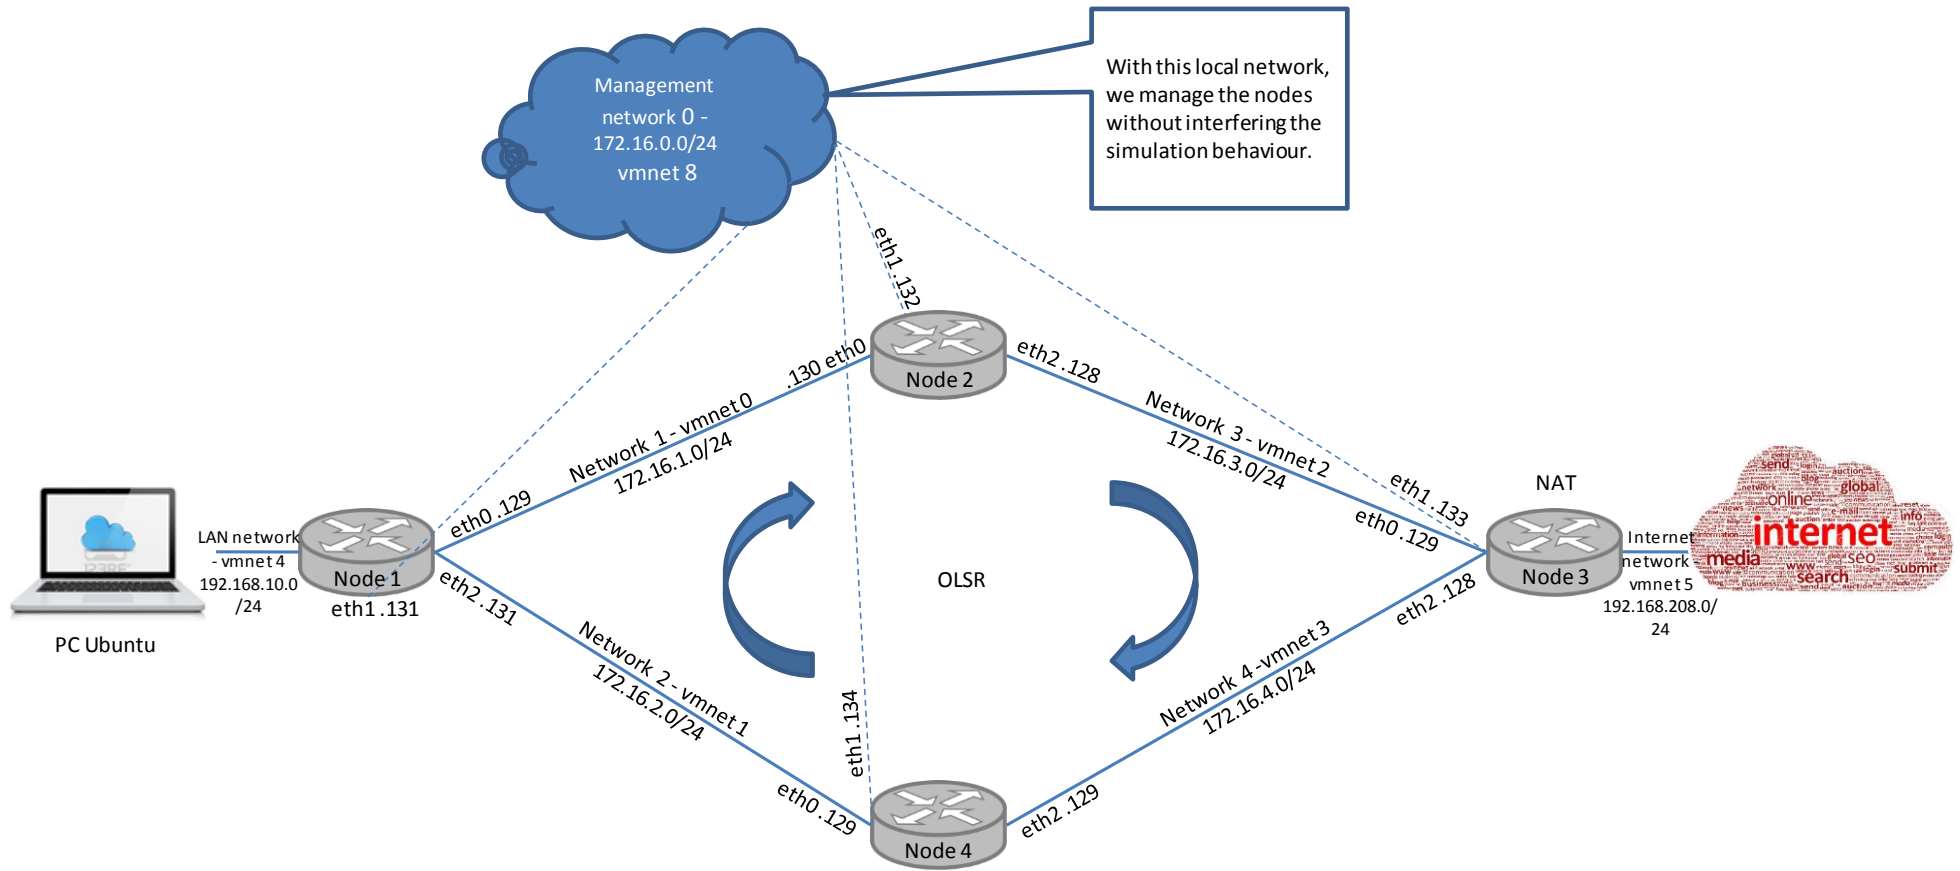 Management
network 0 -
172.16.0.0/24
vmnet 8
With this local network,
we manage the nodes
without interfering the
simulation behaviour.
eth1 .132
.130 eth0
Node 2
eth2 .128
Network 1 - vmnet 0
172.16.1.0/24
Network 3 - vmnet 2
172.16.3.0/24
eth1 .133
eth0 .129
NAT
eth0 .129
LAN network
- vmnet 4
192.168.10.0
/24
Node 1
eth1 .131
eth2 .131
PC Ubuntu
OLSR
Node 3
eth2 .128
Internet
network -
vmnet 5
192.168.208.0/
24
send
online
global
internet
info
media
www
seo
search
submit
Network 2 - vmnet 1
172.16.2.0/24
Network 4 -vmnet 3
172.16.4.0/24
eth1 .134
eth0 .129
eth2 .129
Node 4